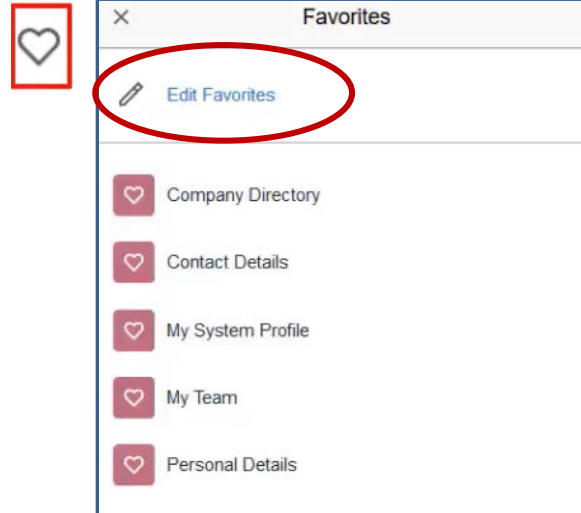 Favorites
Edit Favorites
Company Directory
Contact Details
My System Profile
My Team
Personal Details